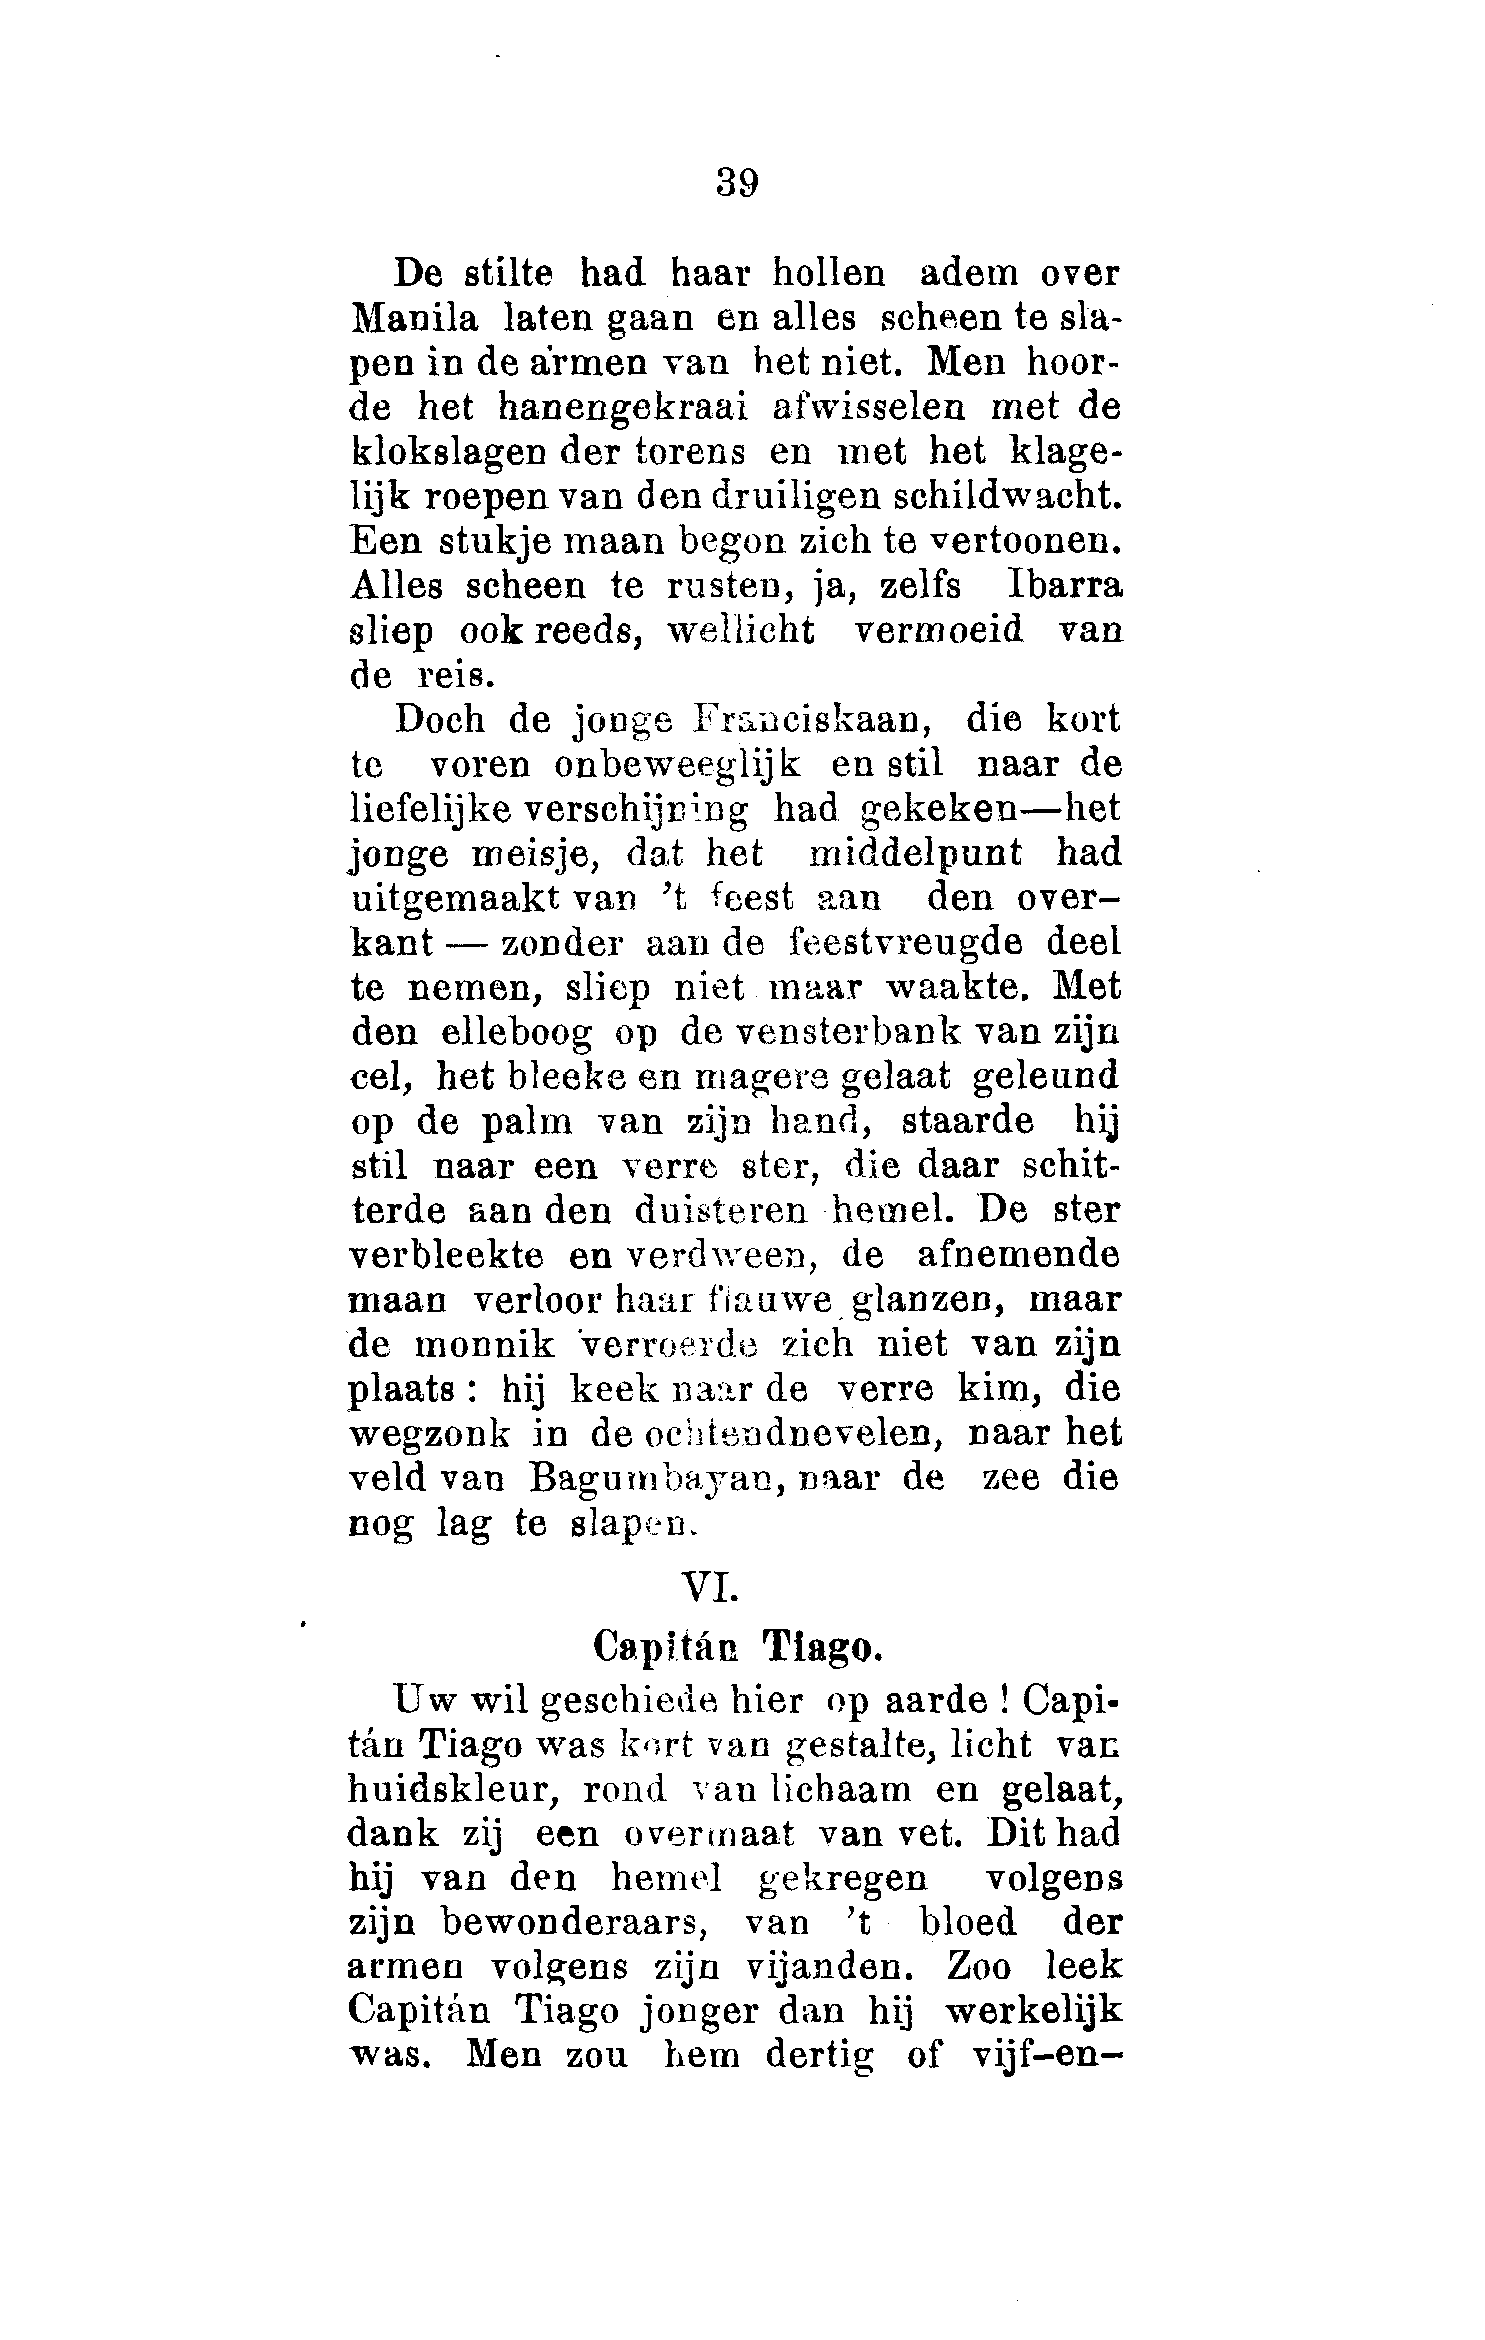 39
De stilte had haar hollen adem over
Manila laten gaan en alles scheen te sla-
pen in de armen van het niet. Men hoor-
de het hanengekraai afwisselen met de
klokslagen der torens en met het klage-
lijk roepen van den druiligen schildwacht.
Een stukje maan begon zich te vertoonen.
Alles scheen te rusten, ja, zelfs Ibarra
sliep ook reeds, wellicht vermoeid van
de reis.
Doch de jonge Franciskaan, die kort
te voren onbeweeglijk en stil naar de
liefelijke verschijning had gekeken—het
jonge meisje, dat het middelpunt had
uitgemaakt van 't feest aan den over-
kant — zonder aan de feestvreugde deel
te nemen, sliep niet maar waakte. Met
den elleboog op de vensterbank van zijn
cel, het bleeke en magere gelaat geleund
op de palm van zijn hand, staarde hij
stil naar een verre ster, die daar schit-
terde aan den duisteren hemel. De ster
verbleekte en verdween, de afnemende
maan verloor haar flauwe glanzen, maar
de monnik verroerde zich niet van zijn
plaats : hij keek naar de verre kim, die
wegzonk in de ochtendnevelen, naar het
veld van Bagumbayan, naar de zee die
nog lag te slapen.
VI.
Capitán Tiago.
Uw wil geschiede hier op aarde ! Capi-
tán Tiago was kort van gestalte, licht van
huidskleur, rond van lichaam en gelaat,
dank zij een overmaat van vet. Dit had
hij van den hemel gekregen volgens
zijn bewonderaars, van 't bloed der
armen volgens zijn vijanden. Zoo leek
Capitán Tiago jonger dan hij werkelijk
was. Men zou hem dertig of vijf-en-